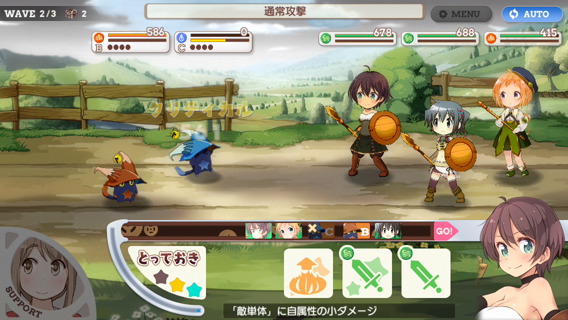 WAVE 2/3 2
通常攻撃
MENU
AUTO
586
B
0
C
678
688
415
クリティカル
C
B
GO!
とっておき
SUPPORT
「敵単体」に自属性の小ダメージ